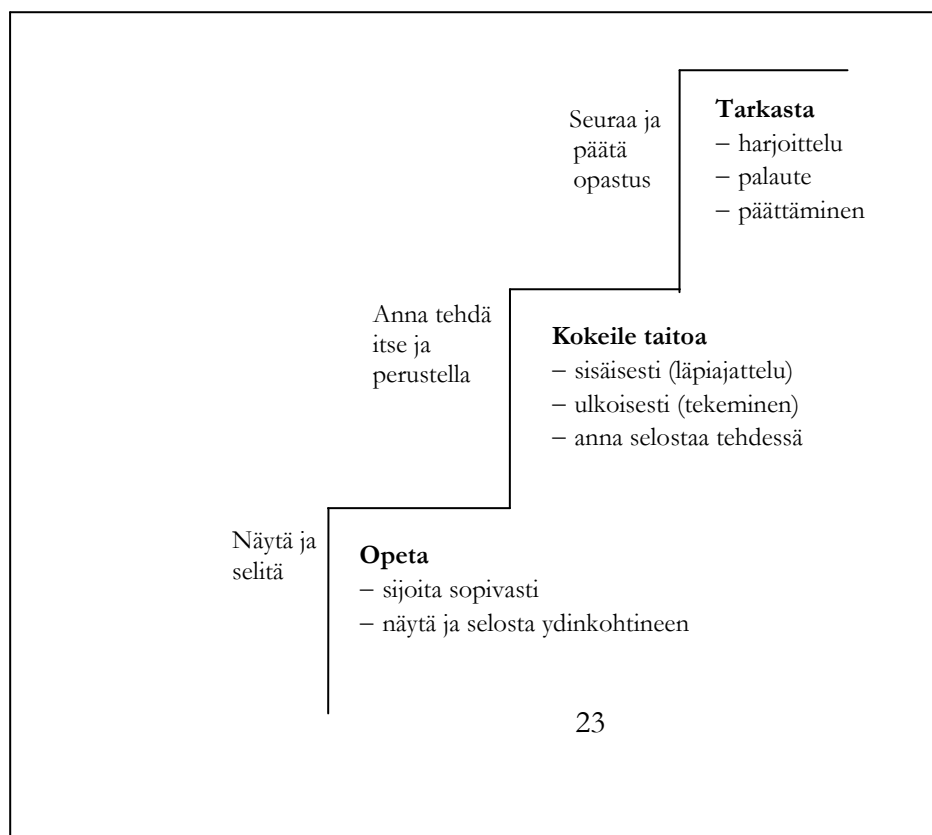 Seuraa ja
päätä
opastus
Tarkasta
– harjoittelu
– palaute
– päättäminen
Anna tehdä
itse ja
perustella
Kokeile taitoa
– sisäisesti (läpiajattelu)
– ulkoisesti (tekeminen)
– anna selostaa tehdessä
Näytä ja
selitä
Opeta
– sijoita sopivasti
– näytä ja selosta ydinkohtineen
23